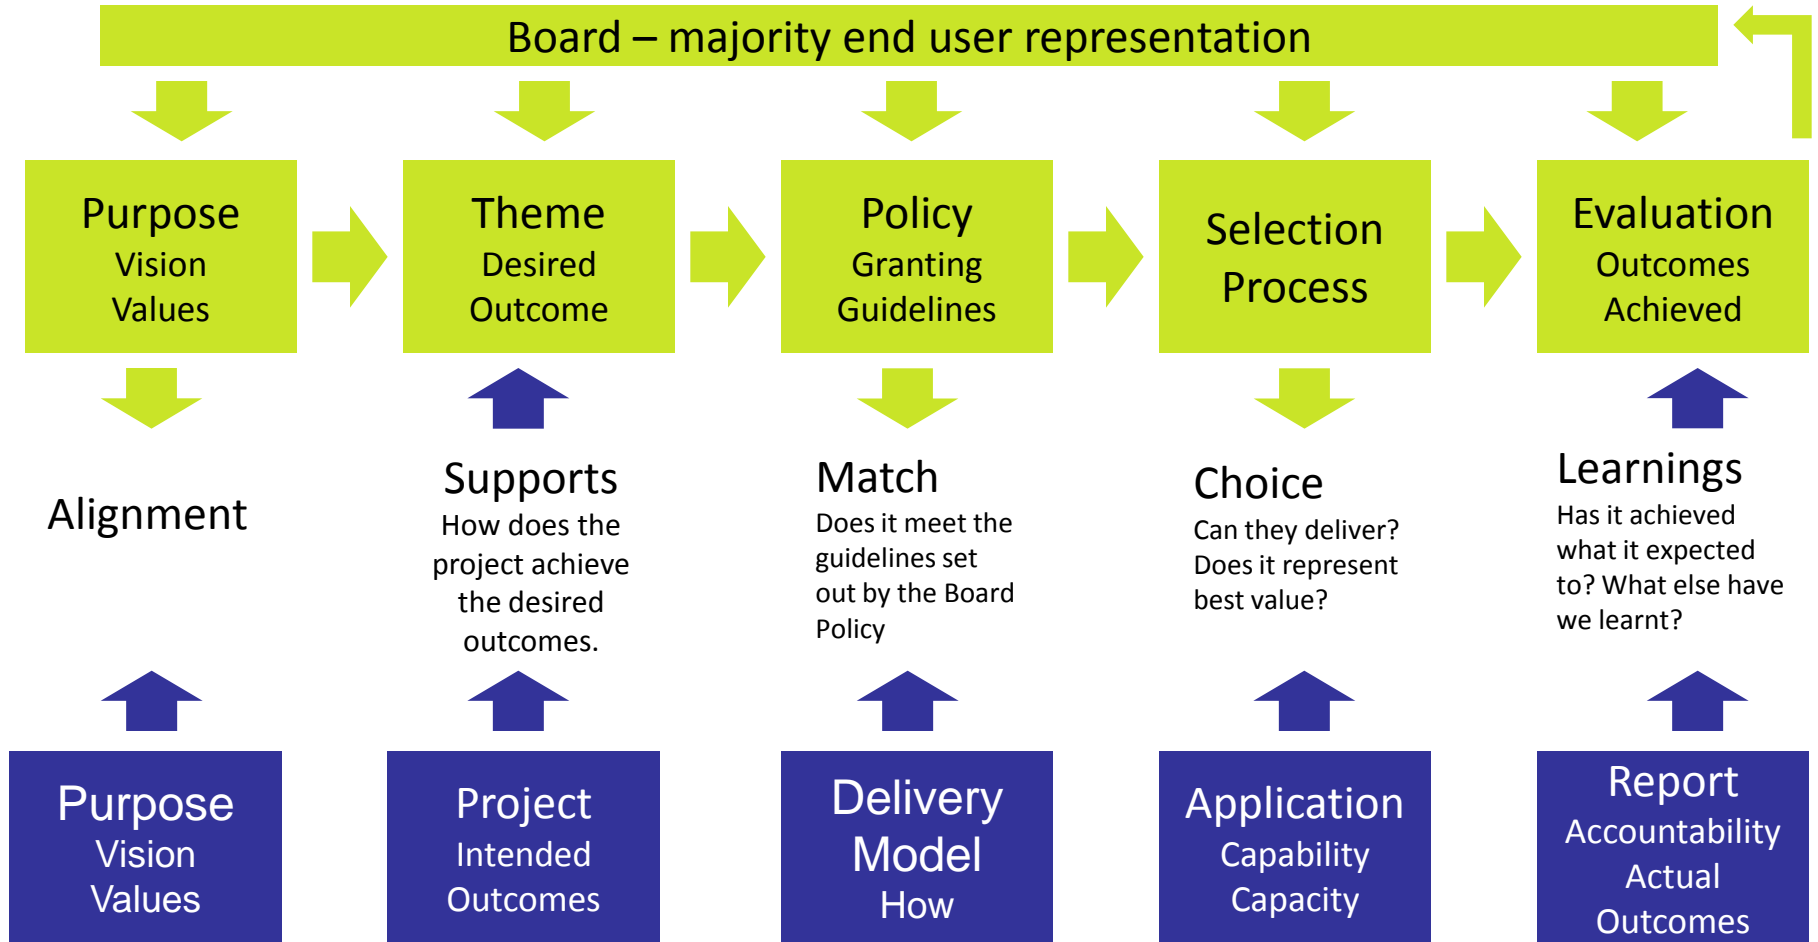 Board – majority end user representation
Purpose
Vision
Values
Theme
Desired
Outcome
Policy
Granting
Guidelines
Selection
Process
Evaluation
Outcomes
Achieved
Alignment
Supports
How does the
project achieve
the desired
outcomes.
Match
Does it meet the
guidelines set
out by the Board
Policy
Choice
Can they deliver?
Does it represent
best value?
Learnings
Has it achieved
what it expected
to? What else have
we learnt?
Purpose
Vision
Values
Project
Intended
Outcomes
Delivery
Model
How
Application
Capability
Capacity
Report
Accountability
Actual
Outcomes